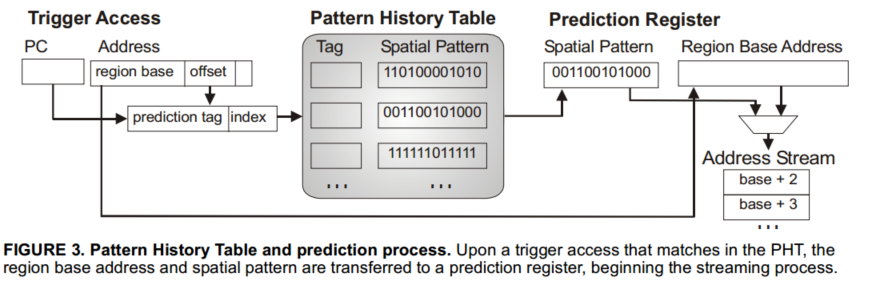 Trigger Access
Pattern History Table
Prediction Register
PC
Address
Tag
Spatial Pattern
Spatial Pattern
Region Base Address
region base
offset
110100001010
001100101000
prediction tag
index
001100101000
111111011111
...
...
Address Stream
base + 2
base + 3
...
FIGURE 3. Pattern History Table and prediction process. Upon a trigger access that matches in the PHT, the
region base address and spatial pattern are transferred to a prediction register, beginning the streaming process.